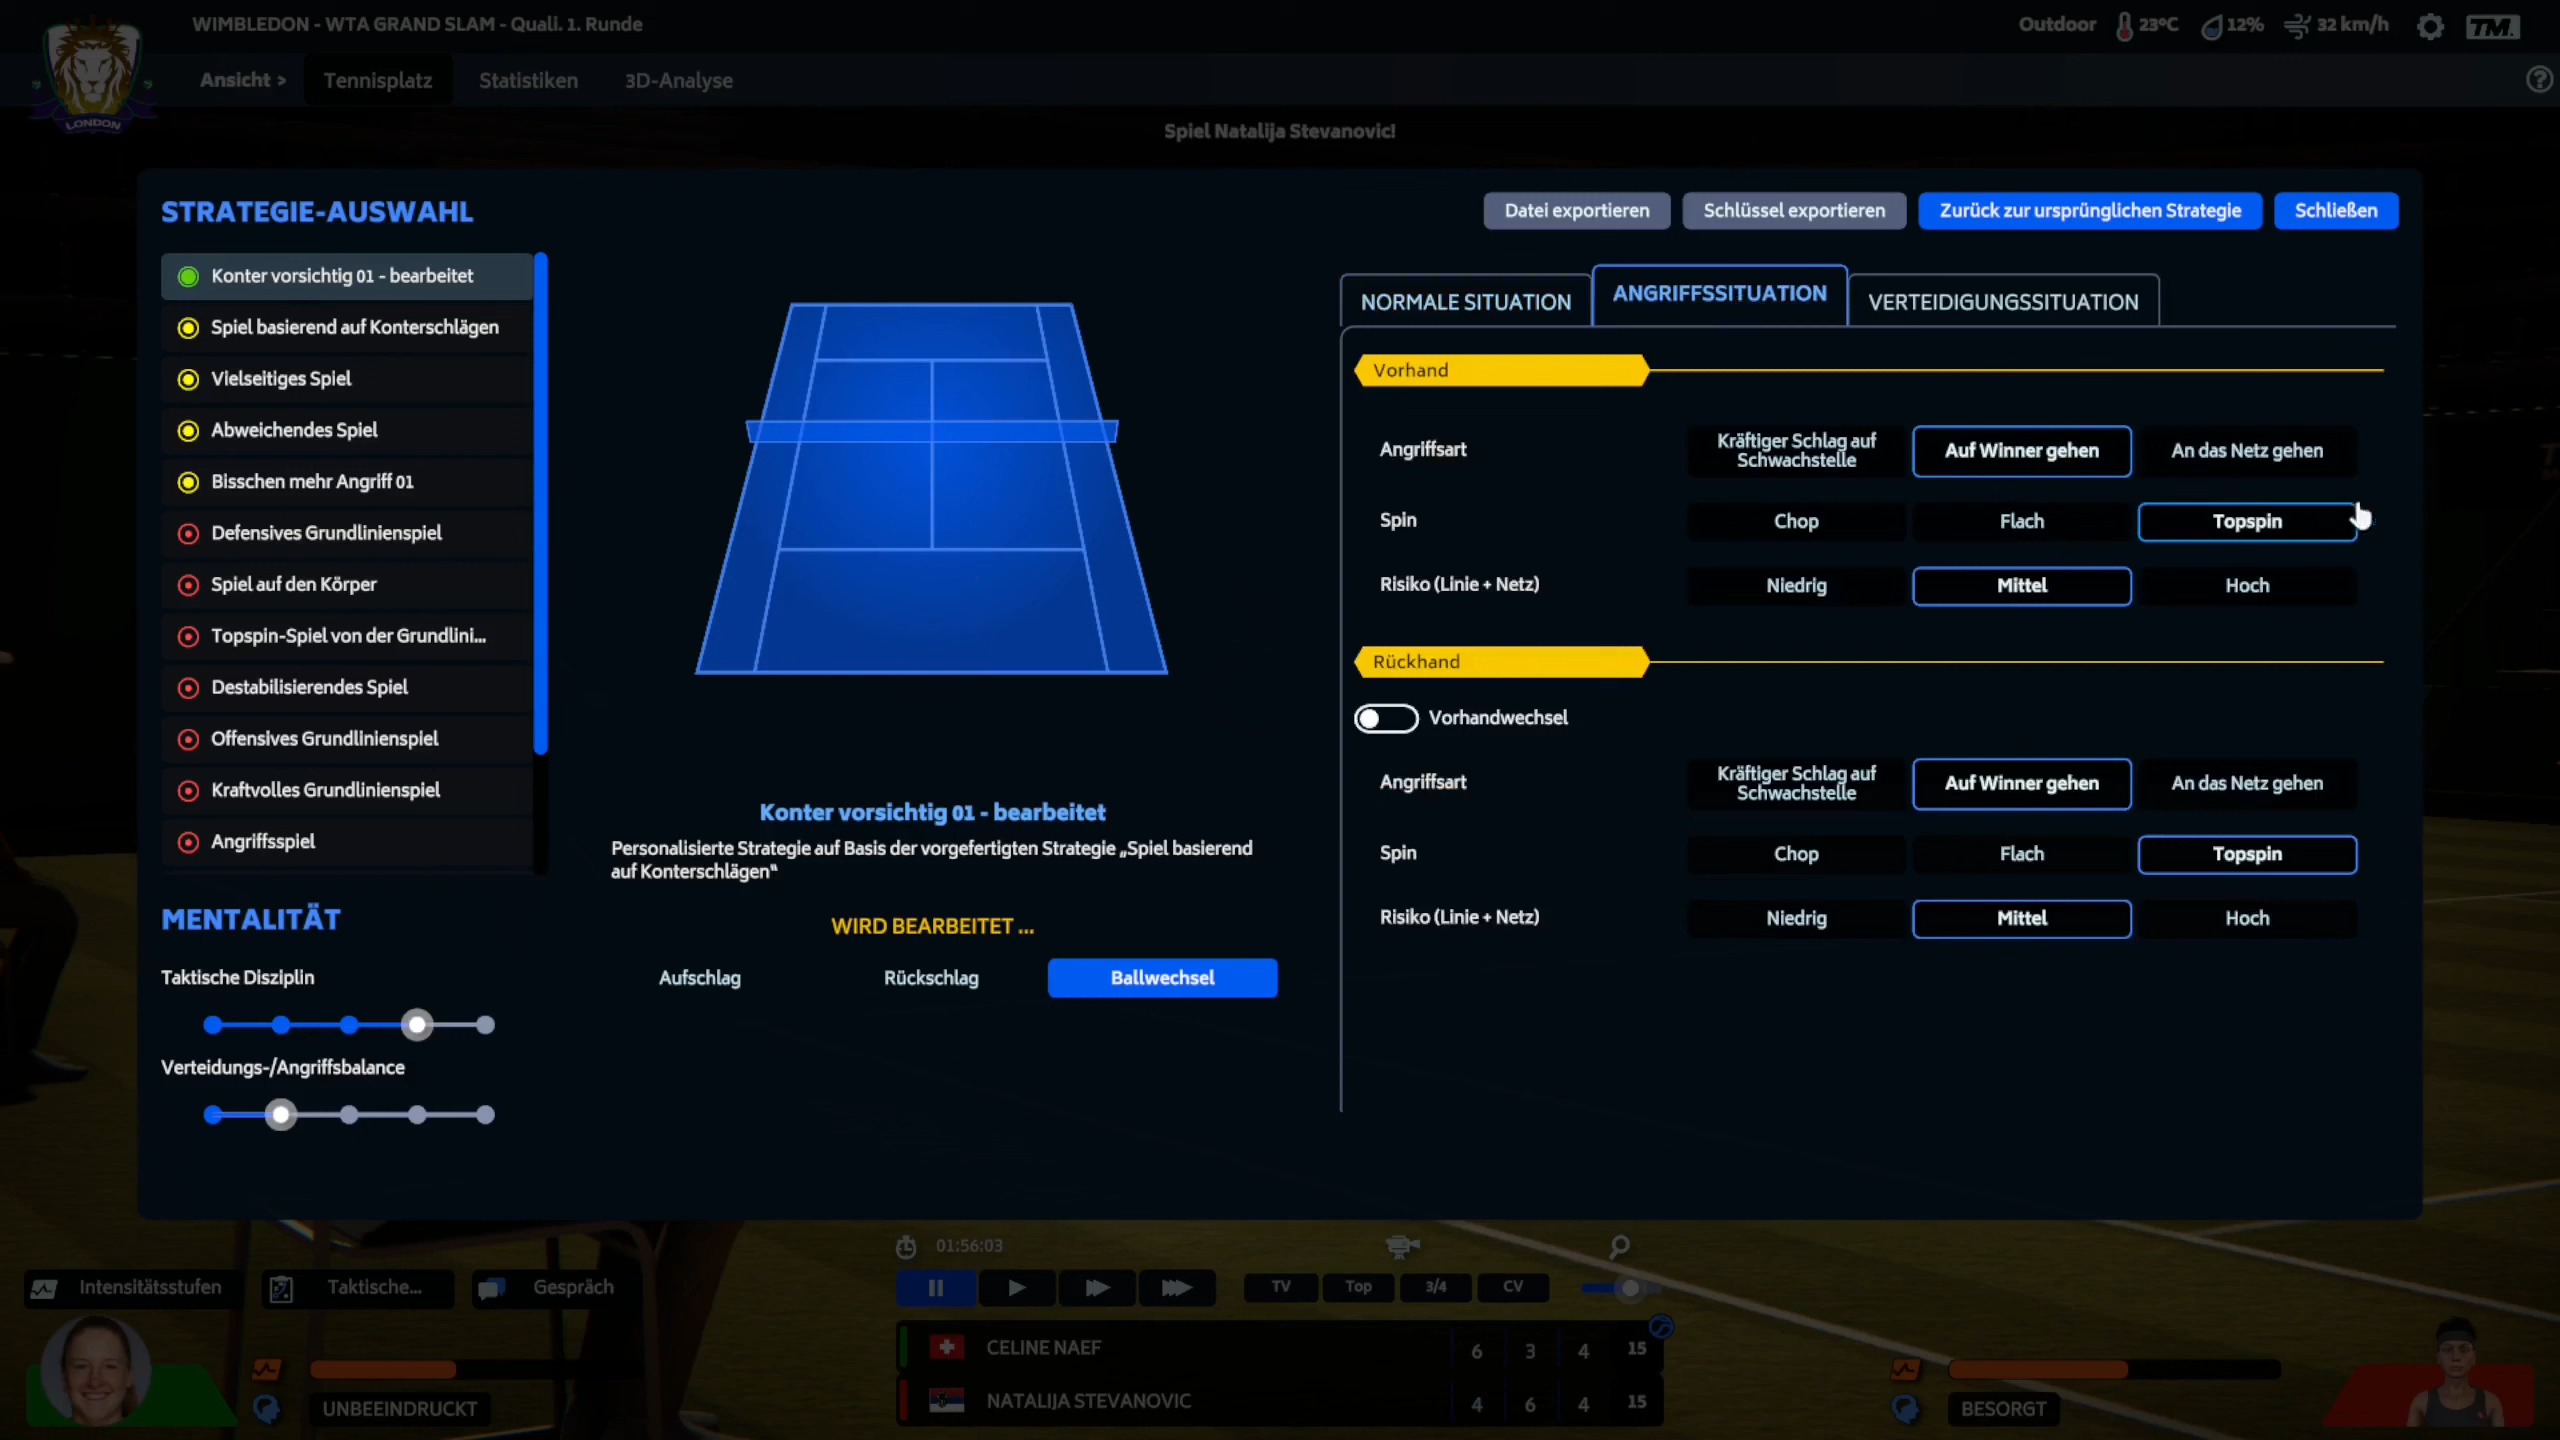 WIMBLEDON - WTA GRAND SLAM - Quali. 1. Runde
Outdoor 23°C 12% 32 km/h TM.
LONDON
Ansicht > Tennisplatz Statistiken 3D-Analyse
Spiel Natalija Stevanovic!
STRATEGIE-AUSWAHL
Datei exportieren Schlüssel exportieren Zurück zur ursprünglichen Strategie Schließen
Konter vorsichtig 01 - bearbeitet
Spiel basierend auf Konterschlägen
Vielseitiges Spiel
Abweichendes Spiel
Bisschen mehr Angriff 01
Defensives Grundlinienspiel
Spiel auf den Körper
Topspin-Spiel von der Grundlini...
Destabilisierendes Spiel
Offensives Grundlinienspiel
Kraftvolles Grundlinienspiel
Angriffsspiel
MENTALITÄT
Taktische Disziplin
Verteidungs-/Angriffsbalance
Konter vorsichtig 01 - bearbeitet
Personalisierte Strategie auf Basis der vorgefertigten Strategie „Spiel basierend
auf Konterschlägen“
WIRD BEARBEITET ...
Aufschlag Rückschlag Ballwechsel
NORMALE SITUATION ANGRIFFSSITUATION VERTEIDIGUNGSSITUATION
Vorhand
Angriffsart Kräftiger Schlag auf Schwachstelle Auf Winner gehen An das Netz gehen
Spin Chop Flach Topspin
Risiko (Linie + Netz) Niedrig Mittel Hoch
Rückhand
Vorhandwechsel
Angriffsart Kräftiger Schlag auf Schwachstelle Auf Winner gehen An das Netz gehen
Spin Chop Flach Topspin
Risiko (Linie + Netz) Niedrig Mittel Hoch
01:56:03
Intensitätsstufen Taktische... Gespräch
TV Top 3/4 CV
CELINE NAEF 6 3 4 15
NATALIJA STEVANOVIC 4 6 4 15
UNBEEINDRUCKT
BESORGT